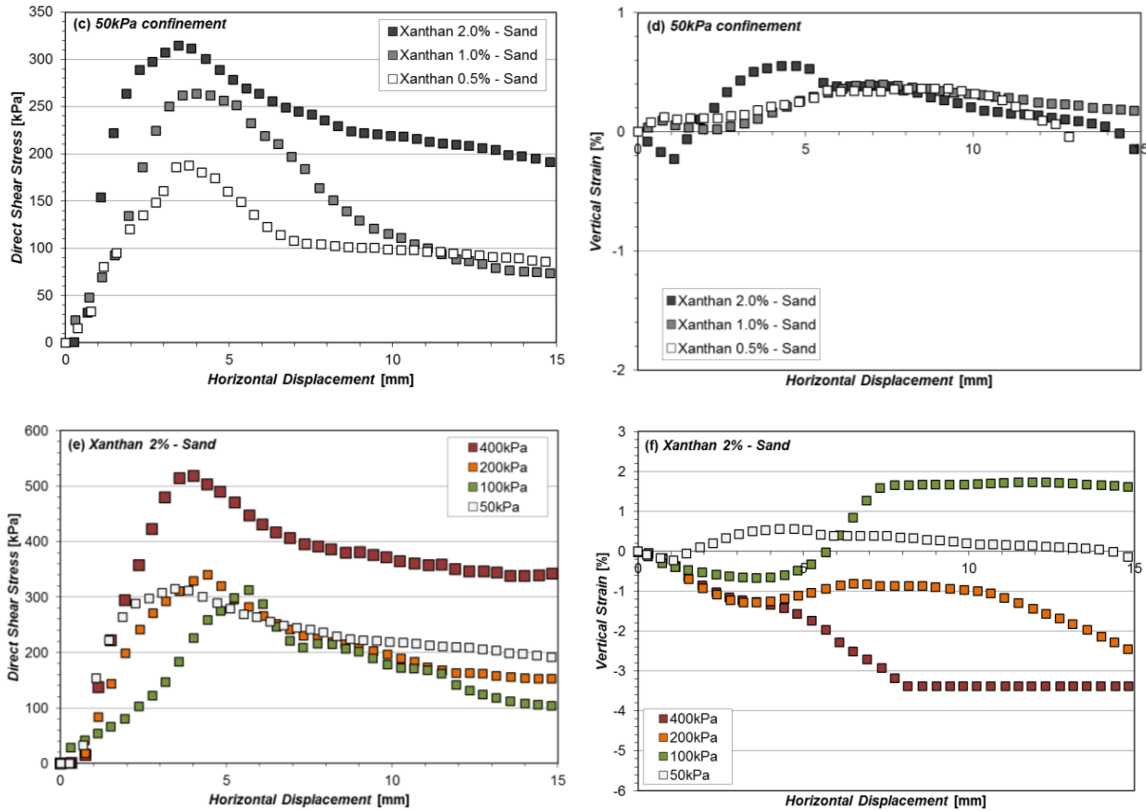 (c) 50kPa confinement
Xanthan 2.0% - Sand
Xanthan 1.0% - Sand
Xanthan 0.5% - Sand
350
300
250
200
150
100
50
0
Direct Shear Stress [kPa]
0 5 10 15
Horizontal Displacement [mm]
(d) 50kPa confinement
1
0
-1
-2
Vertical Strain [%]
0 5 10 15
Xanthan 2.0% - Sand
Xanthan 1.0% - Sand
Xanthan 0.5% - Sand
Horizontal Displacement [mm]
(e) Xanthan 2% - Sand
400kPa
200kPa
100kPa
50kPa
600
500
400
300
200
100
0
Direct Shear Stress [kPa]
0 5 10 15
Horizontal Displacement [mm]
(f) Xanthan 2% - Sand
3
2
1
0
-1
-2
-3
-4
-5
-6
Vertical Strain [%]
0 5 10 15
400kPa
200kPa
100kPa
50kPa
Horizontal Displacement [mm]